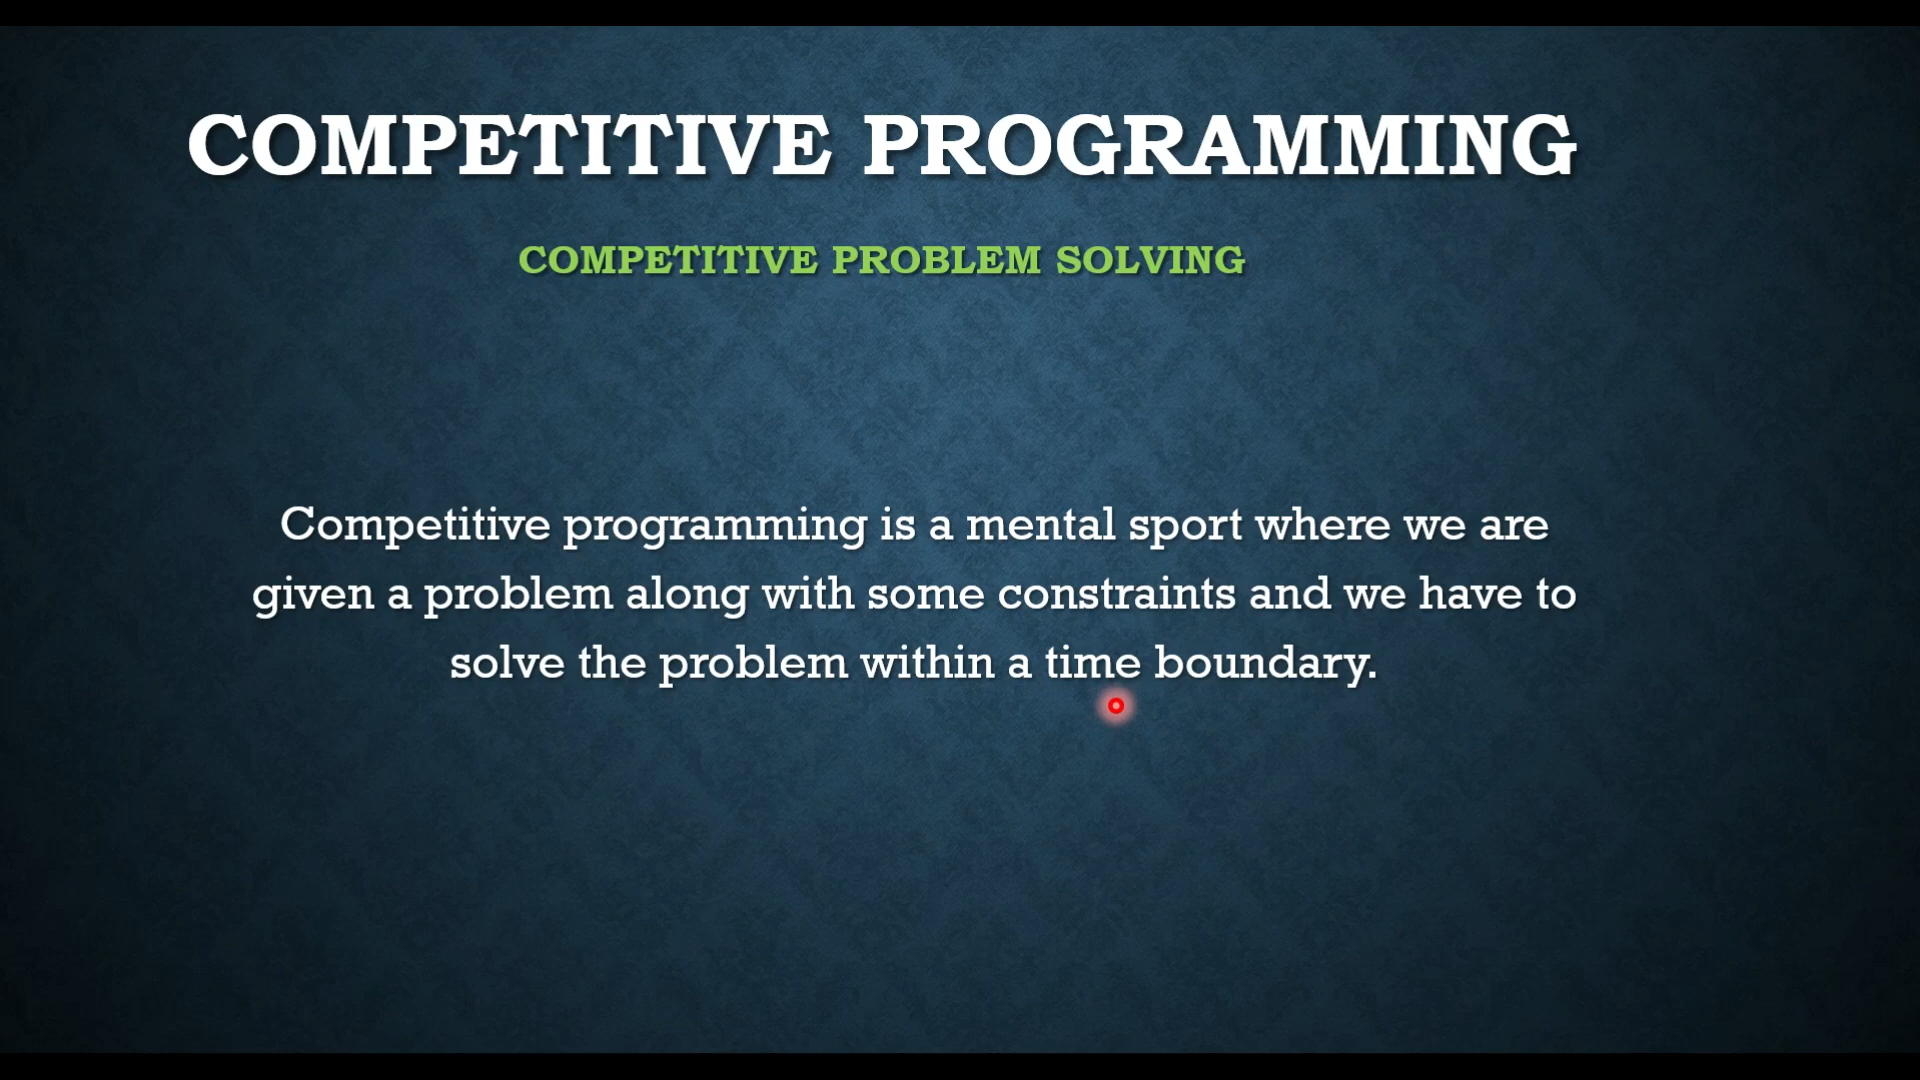 COMPETITIVE PROGRAMMING
COMPETITIVE PROBLEM SOLVING
Competitive programming is a mental sport where we are
given a problem along with some constraints and we have to
solve the problem within a time boundary.